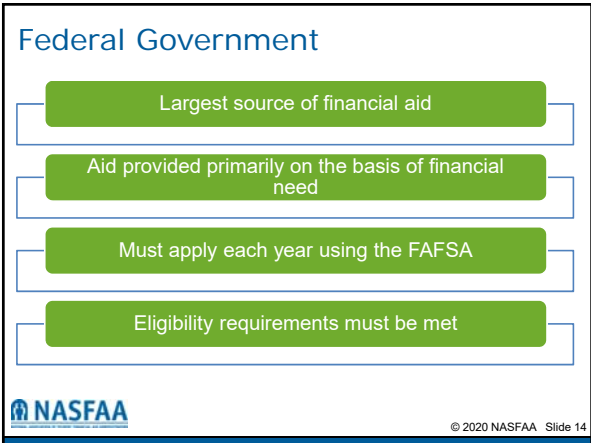 Federal Government
Largest source of financial aid
Aid provided primarily on the basis of financial
need
Must apply each year using the FAFSA
Eligibility requirements must be met
NASFAA
© 2020 NASFAA Slide 14